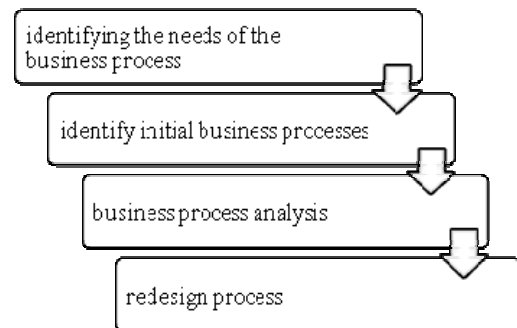 identifying the needs of the
business process
identify initial business processes
business process analysis
redesign process